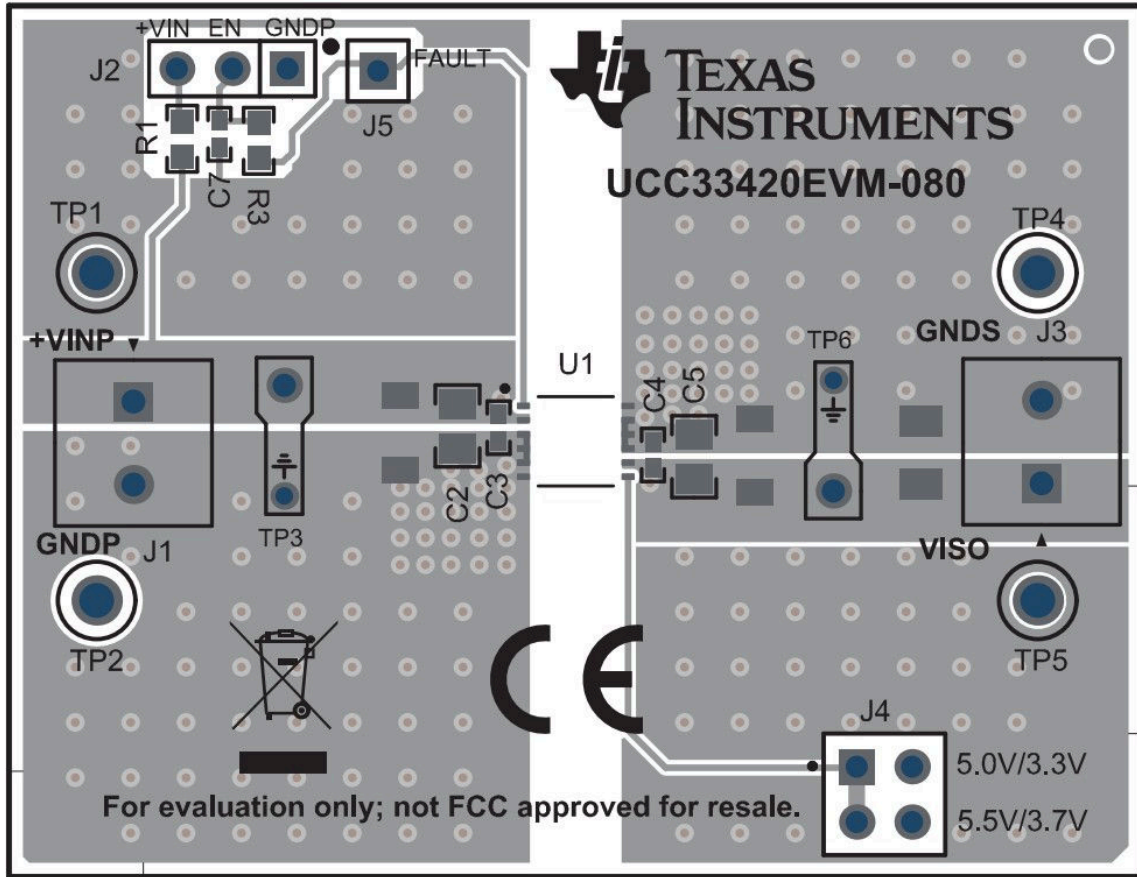 +VIN EN GNDP
J2
FAULT
J5
R1
C7
R3
TEXAS
INSTRUMENTS
UCC33420EVM-080
TP1
TP4
+VINP
GNDS
J3
TP6
U1
C4
C5
C2
C3
TP3
GNDP
J1
VISO
TP2
TP5
CE
J4
5.0V/3.3V
5.5V/3.7V
For evaluation only; not FCC approved for resale.